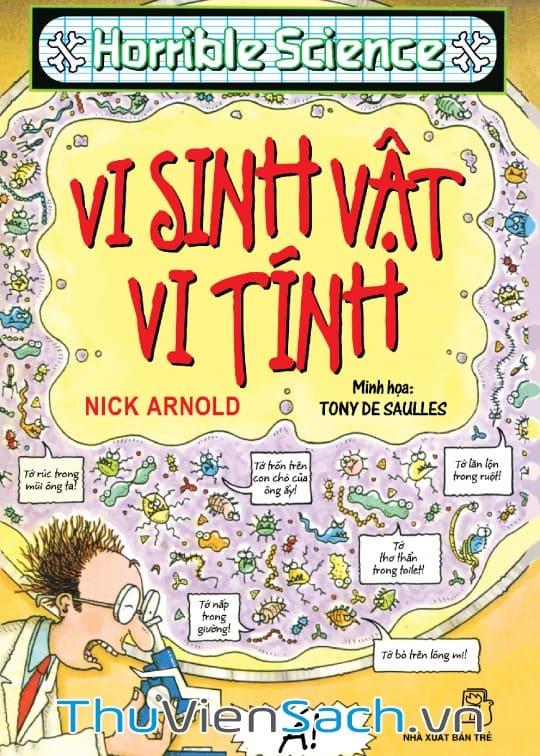 Horrible Science
VI SINH VẬT
VI TÍNH
NICK ARNOLD
Minh họa:
TONY DE SAULLES
Tớ rúc trong
mũi ông ta!
Tớ trốn trên
con chó của
ông ấy!
Tớ lăn lộn
trong ruột!
Tớ
thơ thẩn
trong toilet!
Tớ nấp
trong
giường!
Tớ bò trên lông mi!
ThuVienSach.vn
Á!
NHÀ XUẤT BẢN TRẺ